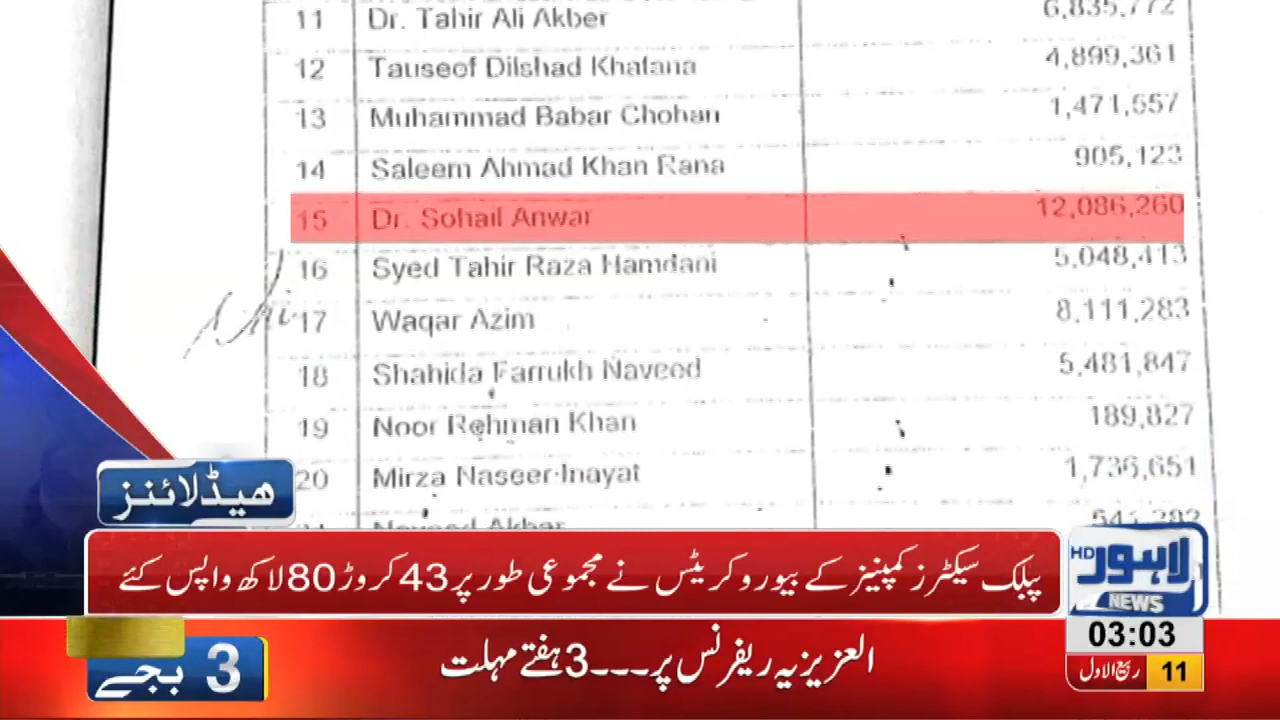 11 Dr. Tahir Ali Akber 6,835,772
12 Tauseef Dilshad Khatana 4,899,361
13 Muhammad Babar Chohan 1,471,557
14 Saleem Ahmad Khan Rana 905,123
15 Dr. Sohail Anwar 12,086,260
16 Syed Tahir Raza Hamdani 5,048,413
17 Waqar Azim 8,111,283
18 Shahida Farrukh Naveed 5,481,847
19 Noor Rehman Khan 189,827
20 Mirza Naseer Inayat 1,736,651
Naveed Akbar
ہیڈلائنز
پبلک سیکٹرز کمپنیز کے بیوروکریٹس نے مجموعی طور پر 43 کروڑ 80 لاکھ واپس کئے
لاہور HD
NEWS
03:03
11 ربیع الاول
3 بجے
العزیزیہ ریفرنس پر۔۔۔3 ہفتے مہلت